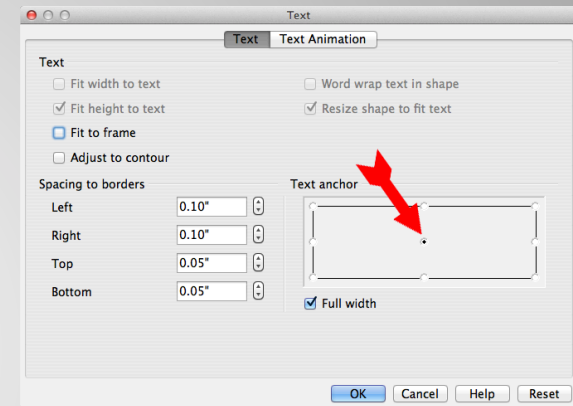 Text
Text Text Animation
Text
Fit width to text Word wrap text in shape
Fit height to text Resize shape to fit text
Fit to frame
Adjust to contour
Spacing to borders Text anchor
Left 0.10"
Right 0.10"
Top 0.05"
Bottom 0.05"
Full width
OK Cancel Help Reset